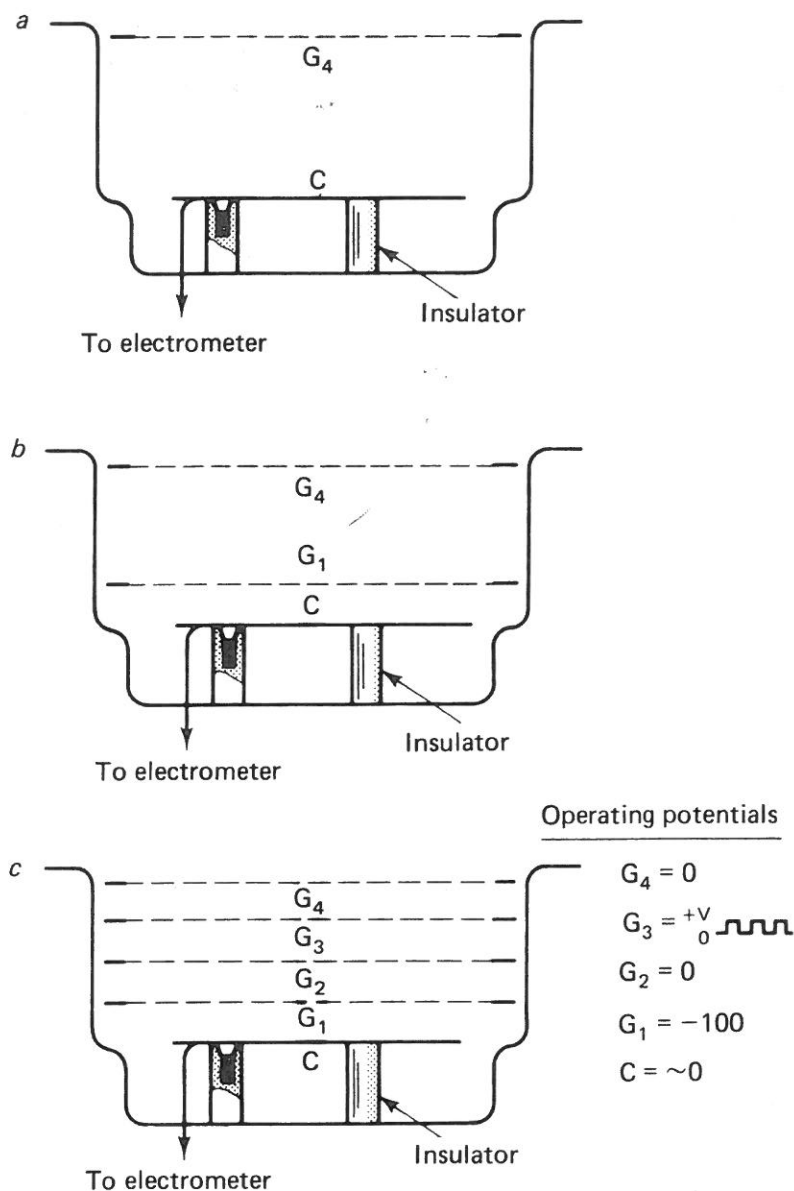 a
G₄
C
Insulator
To electrometer
b
G₄
G₁
C
Insulator
To electrometer
Operating potentials
c
G₄
G₄ = 0
G₃
G₃ = +V 0
G₂
G₂ = 0
G₁
G₁ = −100
C
C = ~0
Insulator
To electrometer